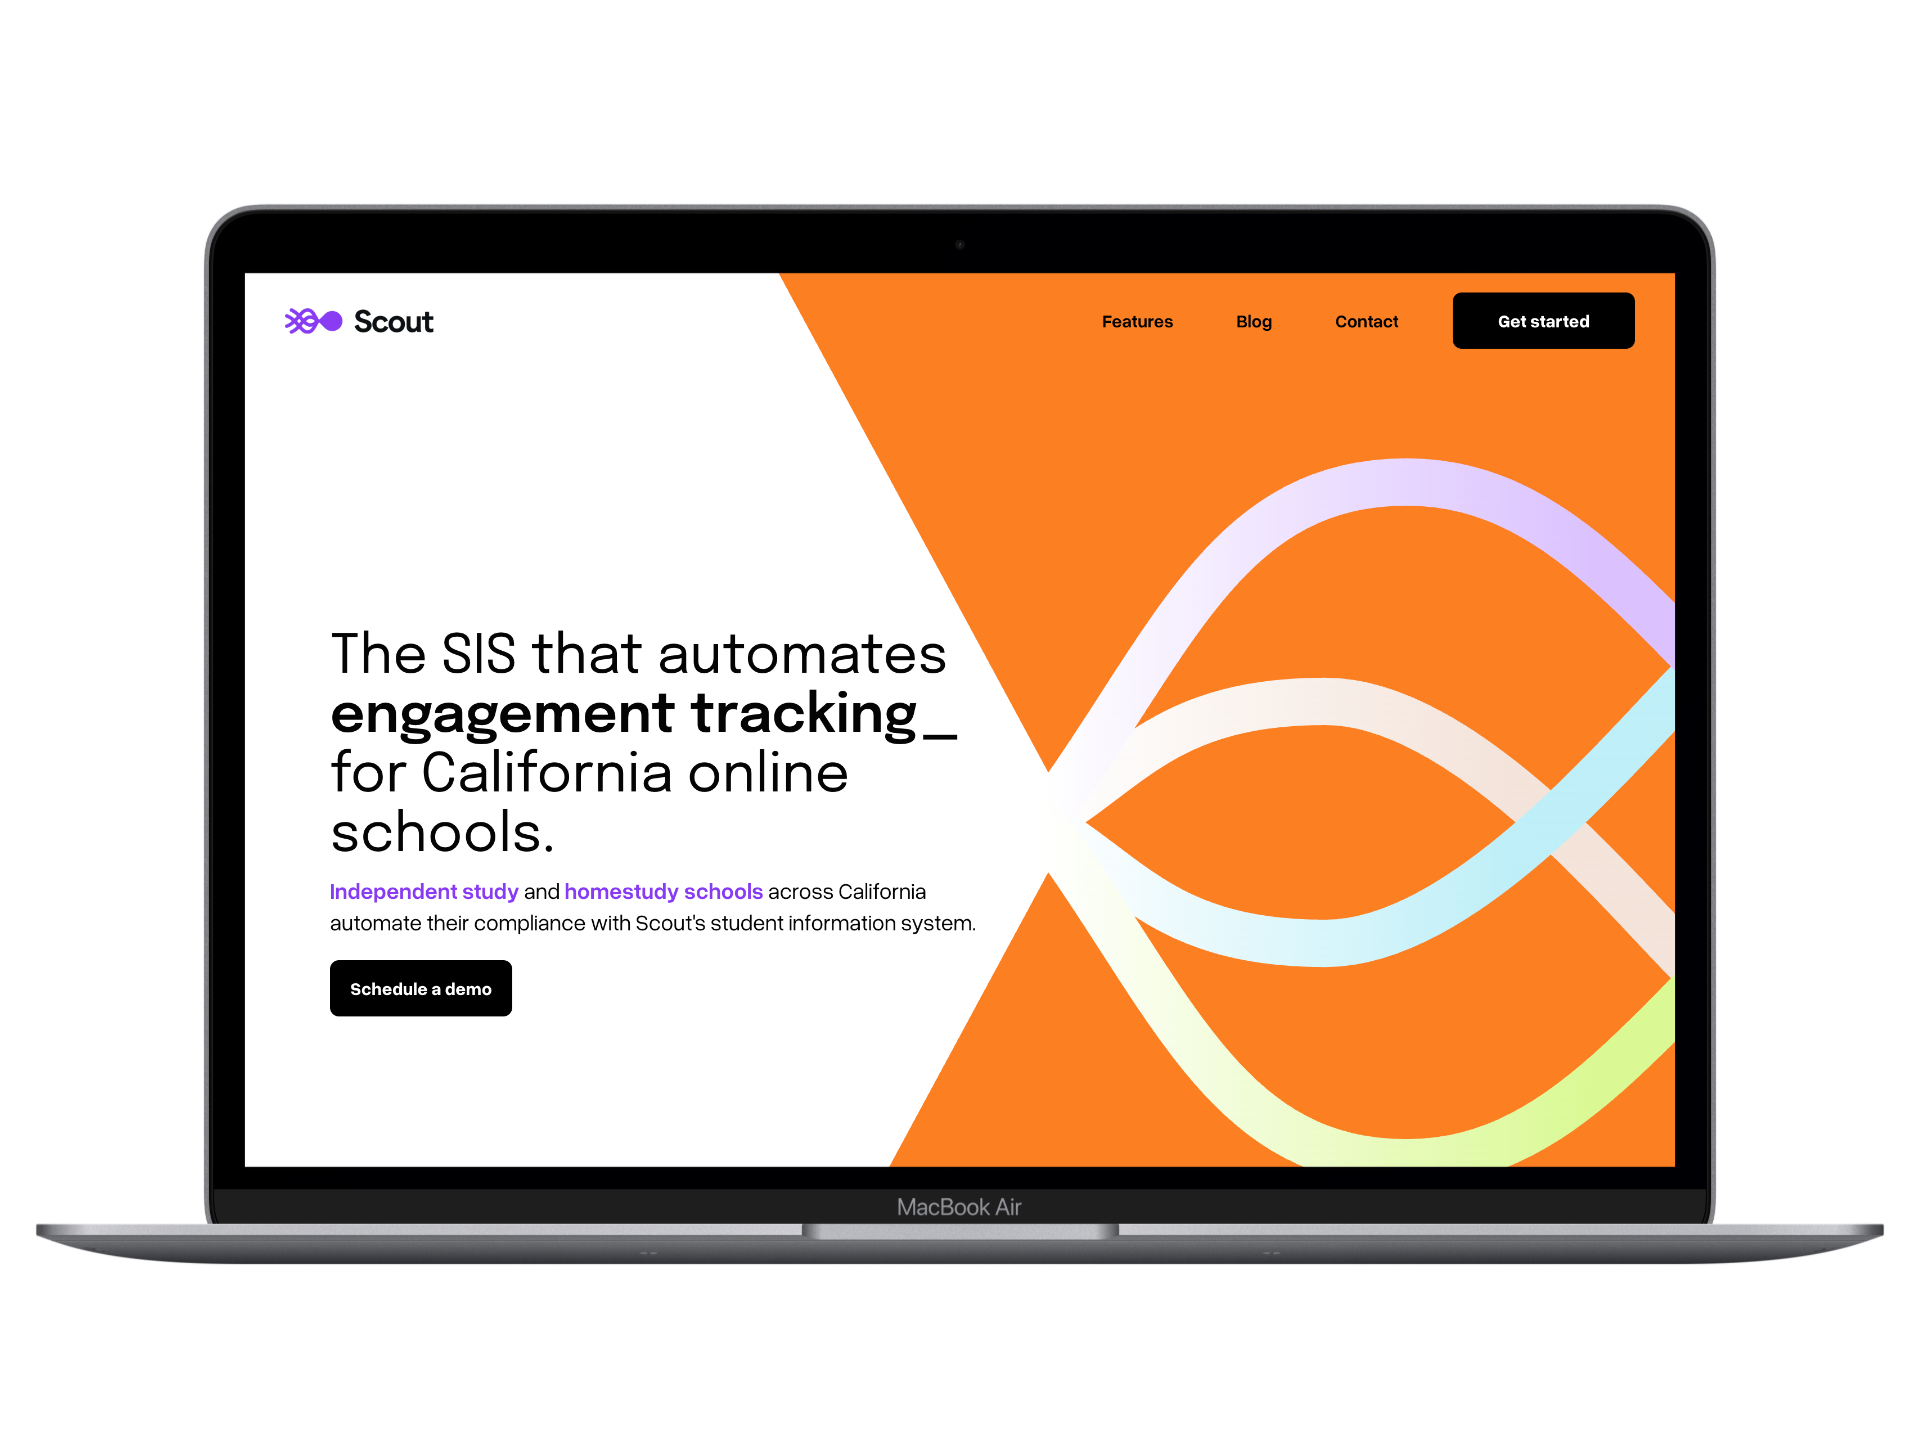 Scout
Features
Blog
Contact
Get started
The SIS that automates
engagement tracking_
for California online
schools.
Independent study and homestudy schools across California
automate their compliance with Scout's student information system.
Schedule a demo
MacBook Air